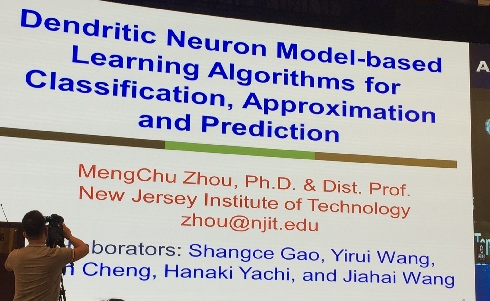 Dendritic Neuron Model-based
Learning Algorithms for
Classification, Approximation
and Prediction
MengChu Zhou, Ph.D. & Dist. Prof.
New Jersey Institute of Technology
zhou@njit.edu
aborators: Shangce Gao, Yirui Wang,
Cheng, Hanaki Yachi, and Jiahai Wang
A